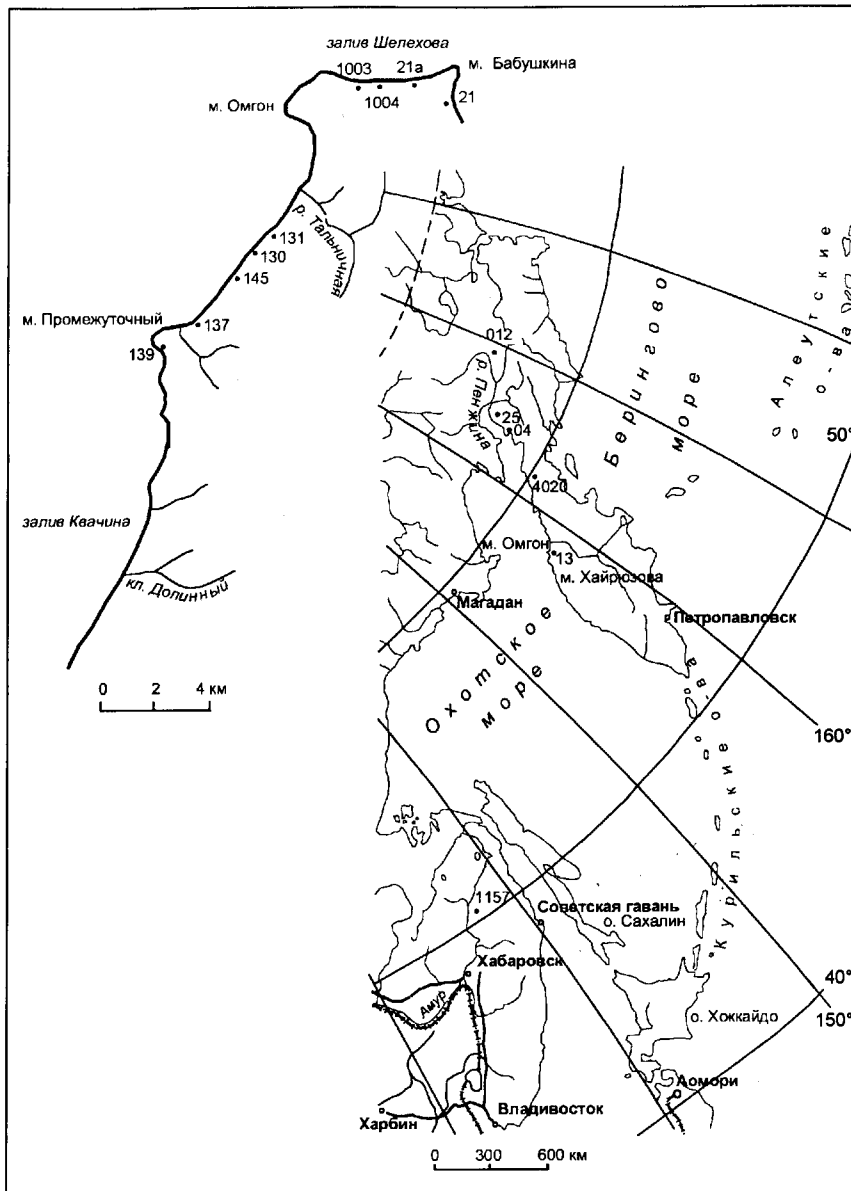 залив Шелехова
1003
21а
м. Бабушкина
21
1004
м. Омгон
р. Тальничная
131
130
145
м. Промежуточный
137
139
залив Квачина
кл. Долинный
0 2 4 км
Алеутские о-ва
Берингово море
012
р. Пенжина
25
04
50°
4020
м. Омгон
13
м. Хайрюзова
Магадан
Петропавловск
Охотское море
160°
Курильские о-ва
1157
Советская гавань
о. Сахалин
Хабаровск
Амур
40°
150°
о. Хоккайдо
Аомори
Харбин
Владивосток
0 300 600 км